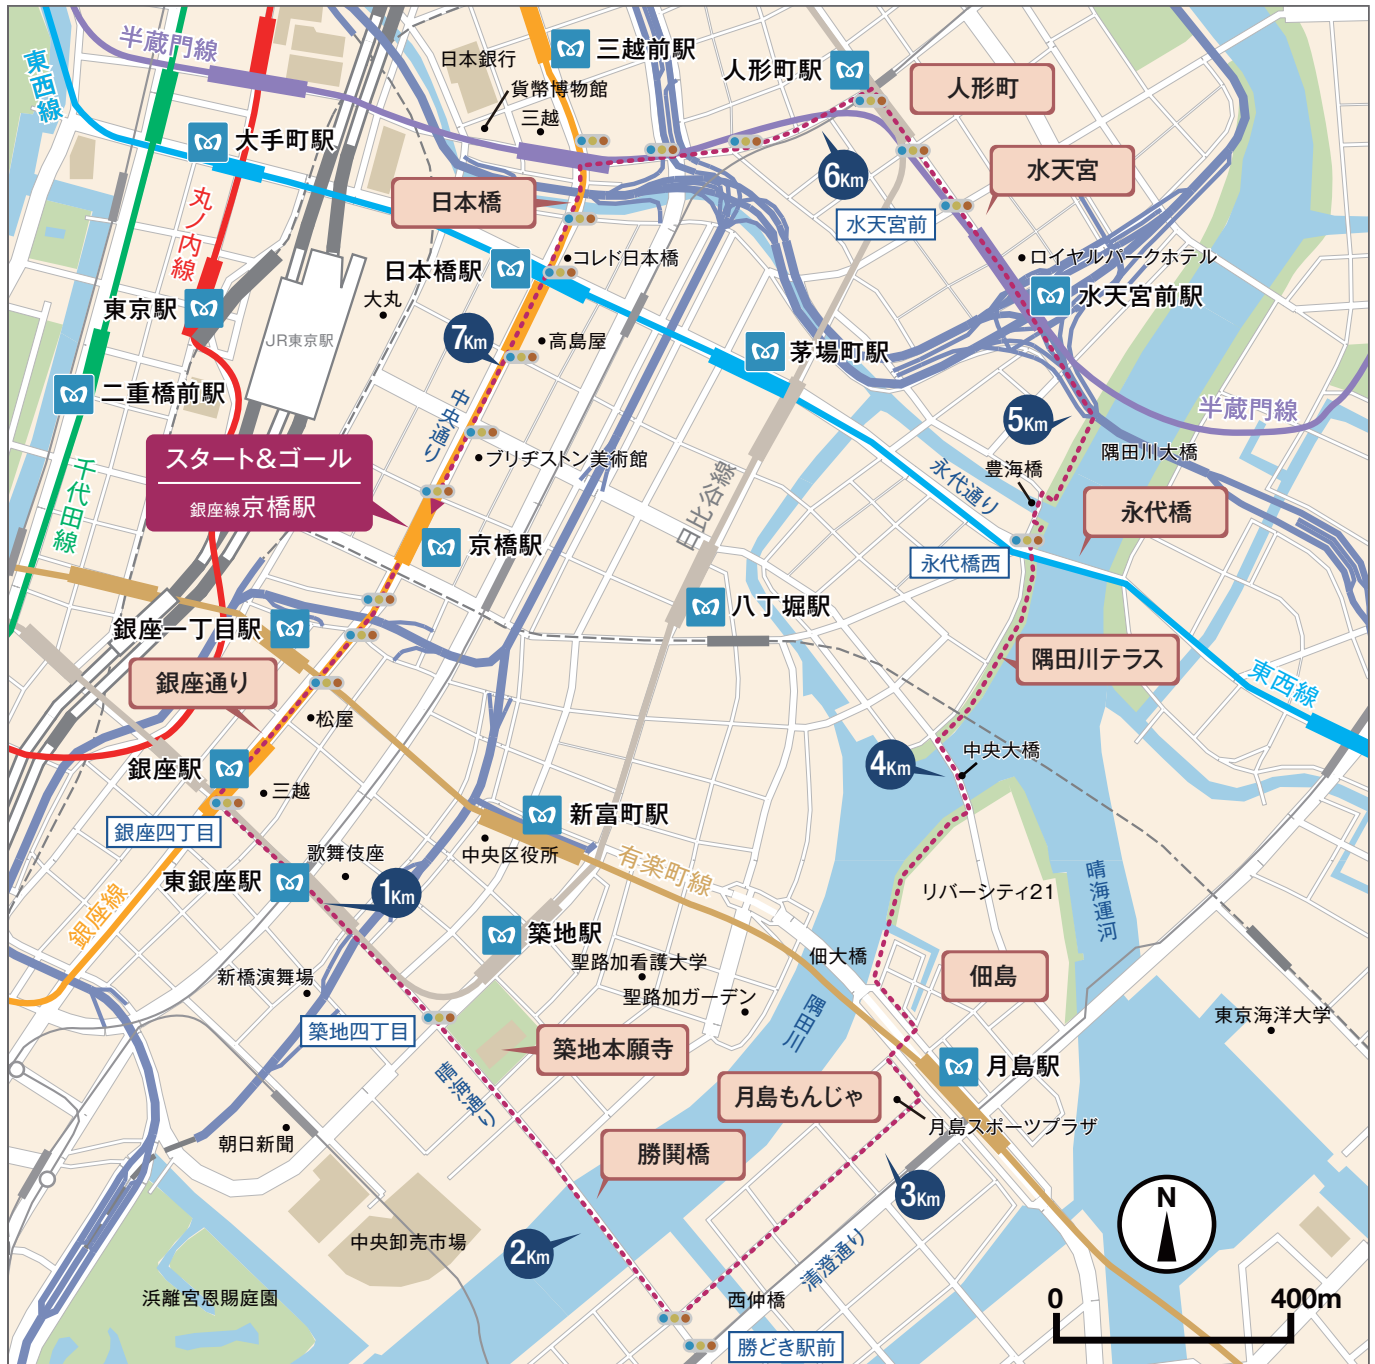 半蔵門線
東西線
日本銀行
貨幣博物館
三越
三越前駅
人形町駅
人形町
大手町駅
6Km
水天宮
日本橋
水天宮前
丸ノ内線
日本橋駅
コレド日本橋
ロイヤルパークホテル
水天宮前駅
東京駅
大丸
JR東京駅
7Km
高島屋
茅場町駅
二重橋前駅
中央通り
5Km
半蔵門線
隅田川大橋
スタート&ゴール
銀座線京橋駅
ブリヂストン美術館
日比谷線
永代通り
豊海橋
永代橋
千代田線
京橋駅
永代橋西
八丁堀駅
銀座一丁目駅
銀座通り
隅田川テラス
東西線
松屋
銀座駅
4Km
中央大橋
三越
銀座四丁目
新富町駅
中央区役所
歌舞伎座
有楽町線
東銀座駅
1Km
リバーシティ21
晴海運河
銀座線
築地駅
佃大橋
佃島
新橋演舞場
聖路加看護大学
聖路加ガーデン
隅田川
東京海洋大学
築地四丁目
築地本願寺
月島駅
晴海通り
月島もんじゃ
月島スポーツプラザ
朝日新聞
勝鬨橋
3Km
N
中央卸売市場
2Km
清澄通り
浜離宮恩賜庭園
西仲橋
0
400m
勝どき駅前